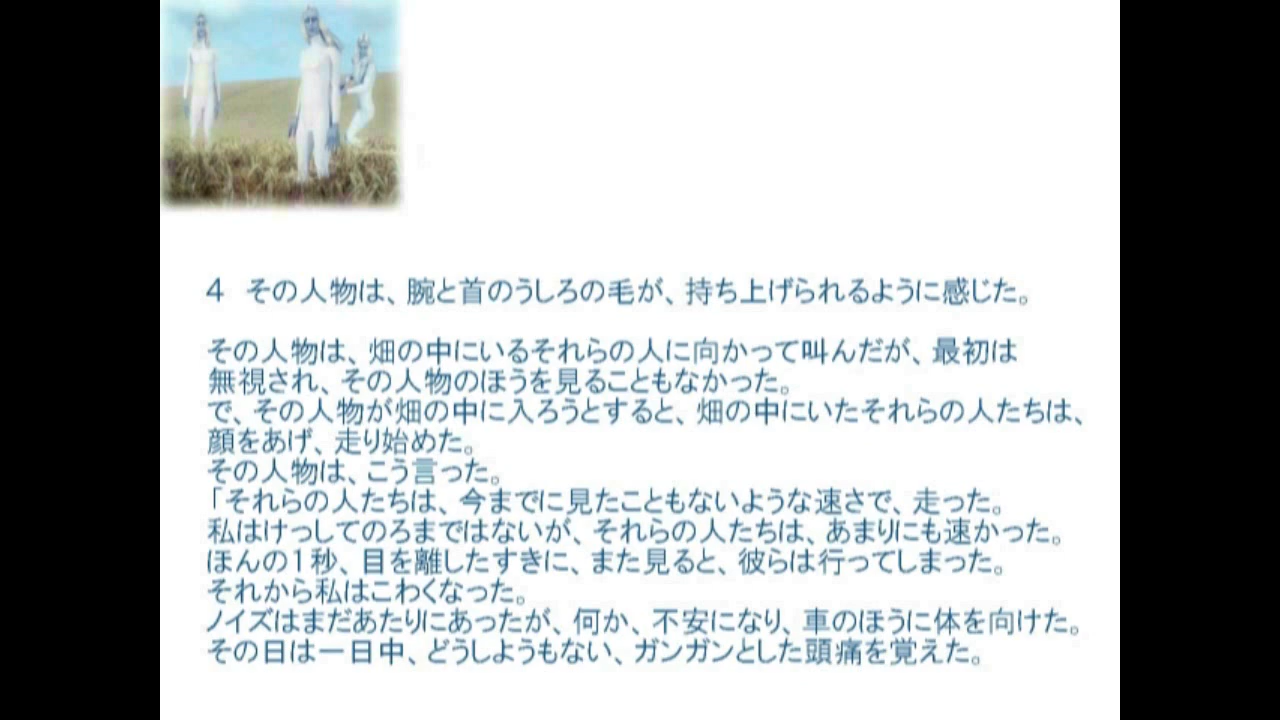 4 その人物は、腕と首のうしろの毛が、持ち上げられるように感じた。
その人物は、畑の中にいるそれらの人に向かって叫んだが、最初は
無視され、その人物のほうを見ることもなかった。
で、その人物が畑の中に入ろうとすると、畑の中にいたそれらの人たちは、
顔をあげ、走り始めた。
その人物は、こう言った。
「それらの人たちは、今までに見たこともないような速さで、走った。
私はけっしてのろまではないが、それらの人たちは、あまりにも速かった。
ほんの1秒、目を離したすきに、また見ると、彼らは行ってしまった。
それから私はこわくなった。
ノイズはまだあたりにあったが、何か、不安になり、車のほうに体を向けた。
その日は一日中、どうしようもない、ガンガンとした頭痛を覚えた。